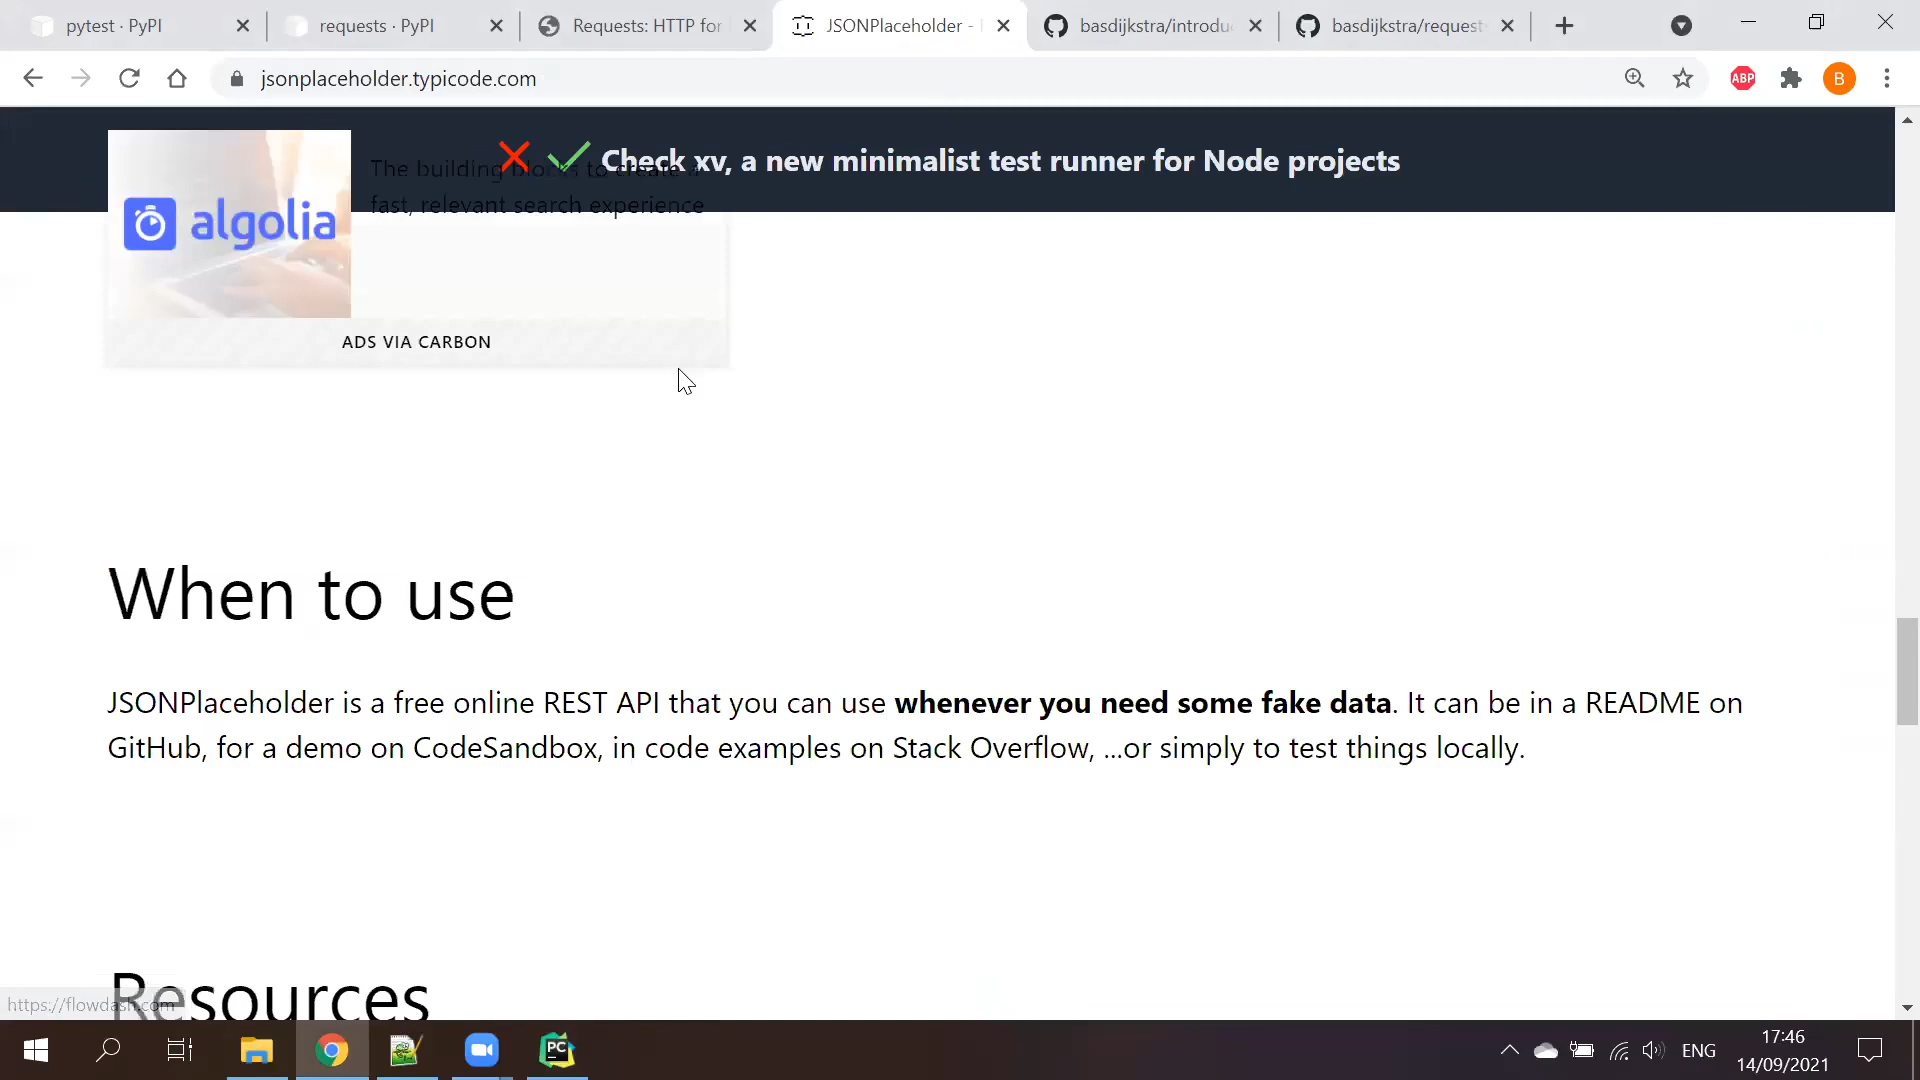 pytest · PyPI
requests · PyPI
Requests: HTTP for
JSONPlaceholder -
basdijkstra/introdu
basdijkstra/request
jsonplaceholder.typicode.com
ABP
B
Check xv, a new minimalist test runner for Node projects
The building blocks to create a
fast, relevant search experience
algolia
ADS VIA CARBON
When to use
JSONPlaceholder is a free online REST API that you can use whenever you need some fake data. It can be in a README on
GitHub, for a demo on CodeSandbox, in code examples on Stack Overflow, ...or simply to test things locally.
Resources
https://flowdash.com
PC
ENG
17:46
14/09/2021